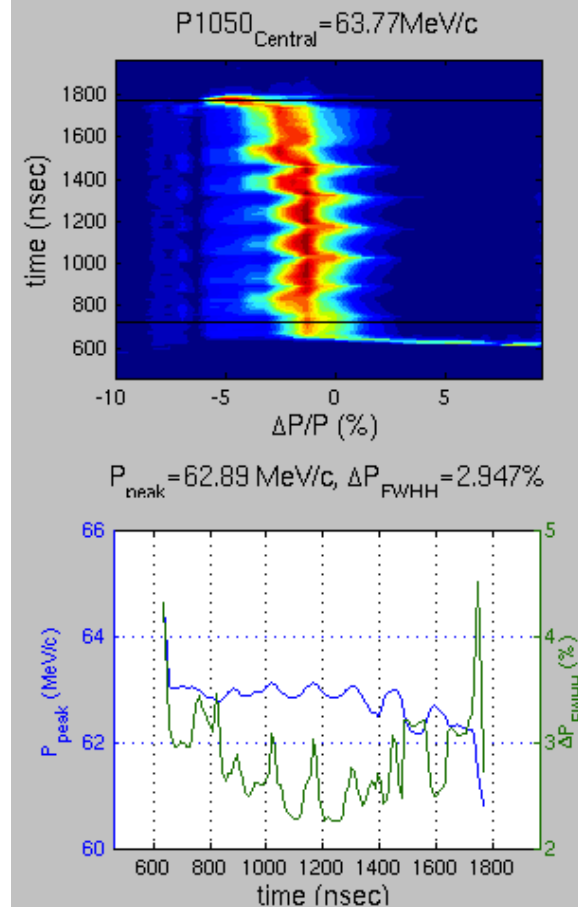 P1050Central=63.77MeV/c
1800
1600
1400
1200
1000
800
600
time (nsec)
-10 -5 0 5
ΔP/P (%)
Ppeak=62.89 MeV/c, ΔPFWHH=2.947%
66
64
62
60
Ppeak (MeV/c)
5
4
3
2
ΔPFWHH (%)
600 800 1000 1200 1400 1600 1800
time (nsec)